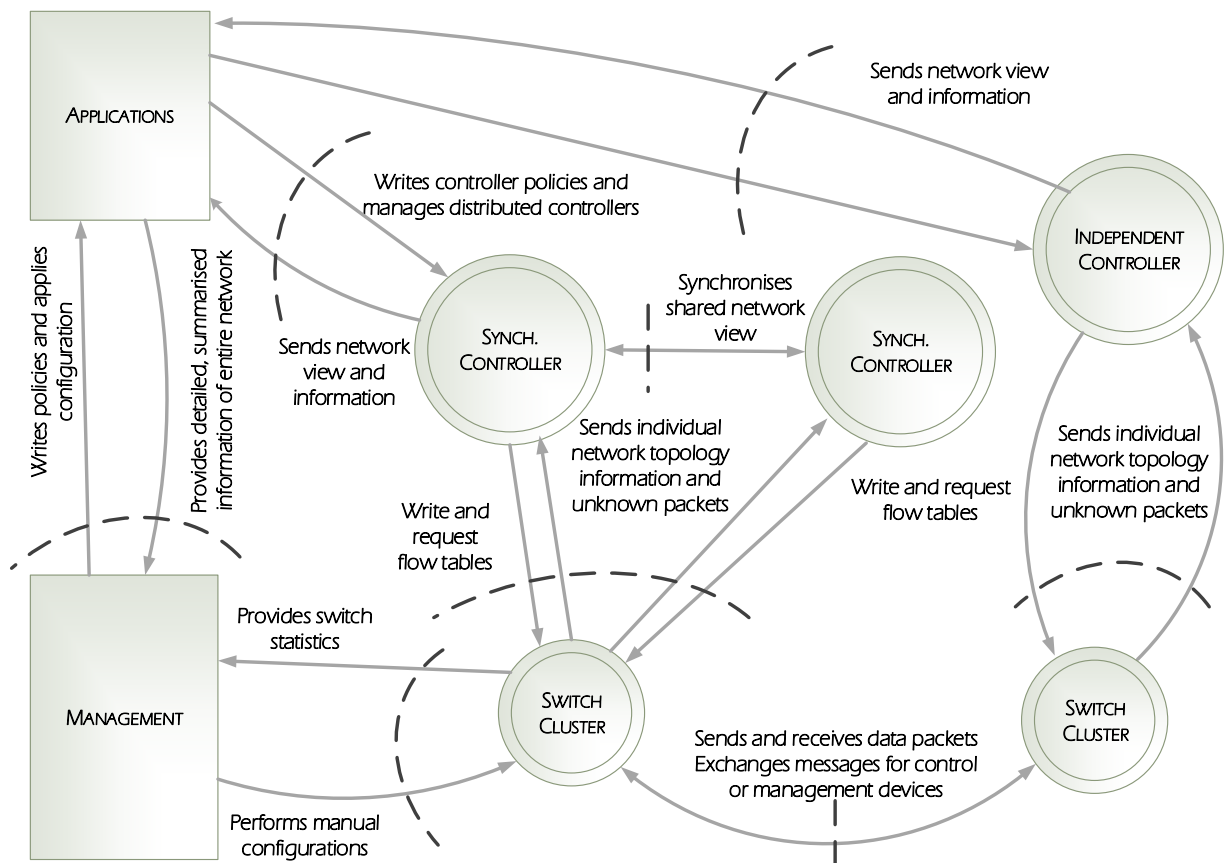 Sends network view
and information
APPLICATIONS
Writes controller policies and
manages distributed controllers
INDEPENDENT
CONTROLLER
Writes policies and applies
configuration
Provides detailed, summarised
information of entire network
Synchronises
shared network
view
SYNCH.
CONTROLLER
SYNCH.
CONTROLLER
Sends network
view and
information
Sends individual
network topology
information and
unknown packets
Sends individual
network topology
information and
unknown packets
Write and request
flow tables
Write and
request
flow tables
Provides switch
statistics
MANAGEMENT
SWITCH
CLUSTER
SWITCH
CLUSTER
Sends and receives data packets
Exchanges messages for control
or management devices
Performs manual
configurations